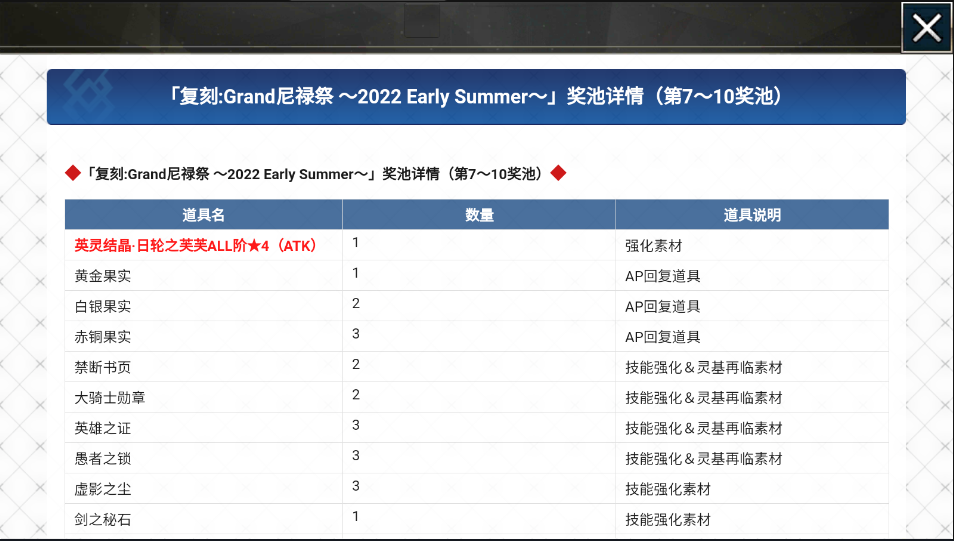 「复刻:Grand尼禄祭 ～2022 Early Summer～」奖池详情（第7～10奖池）
◆「复刻:Grand尼禄祭 ～2022 Early Summer～」奖池详情（第7～10奖池）◆
道具名 数量 道具说明
英灵结晶·日轮之芙芙ALL阶★4（ATK） 1 强化素材
黄金果实 1 AP回复道具
白银果实 2 AP回复道具
赤铜果实 3 AP回复道具
禁断书页 2 技能强化＆灵基再临素材
大骑士勋章 2 技能强化＆灵基再临素材
英雄之证 3 技能强化＆灵基再临素材
愚者之锁 3 技能强化＆灵基再临素材
虚影之尘 3 技能强化素材
剑之秘石 1 技能强化素材